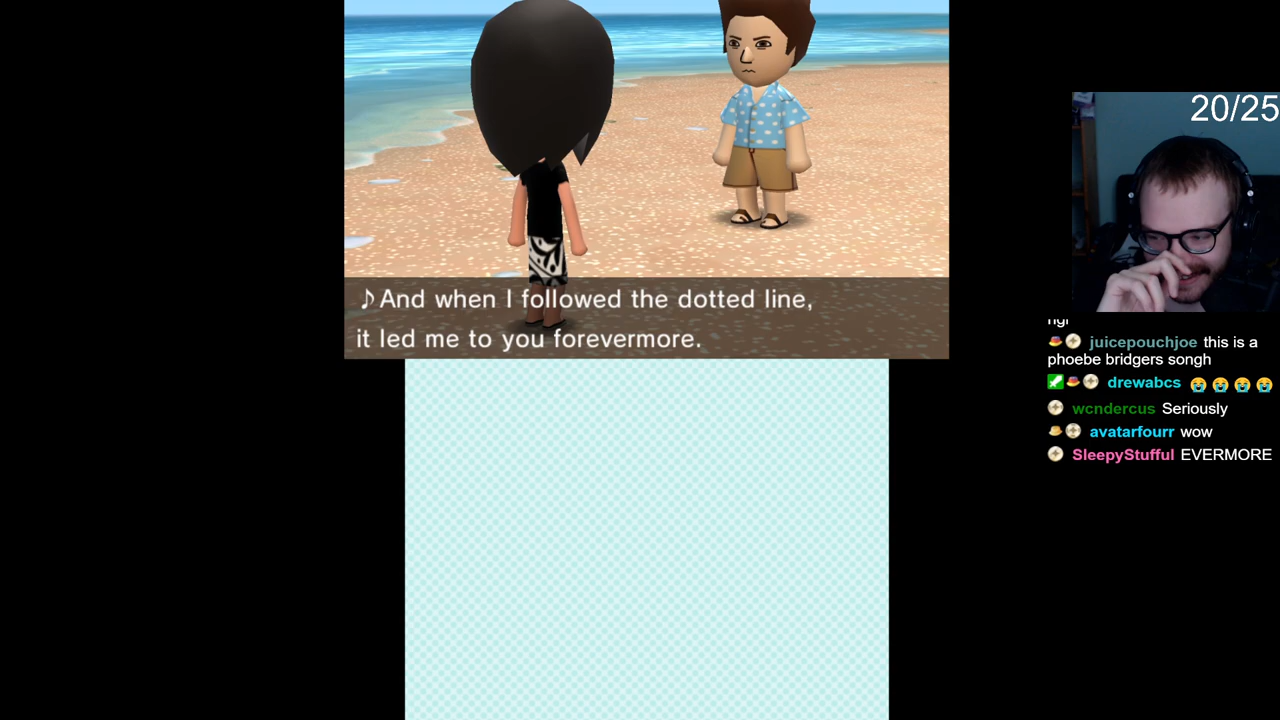 ♪And when I followed the dotted line,
it led me to you forevermore.
20/25
juicepouchjoe this is a
phoebe bridgers songh
drewabcs 😭😭😭😭
wcndercus Seriously
avatarfourr wow
SleepyStufful EVERMORE